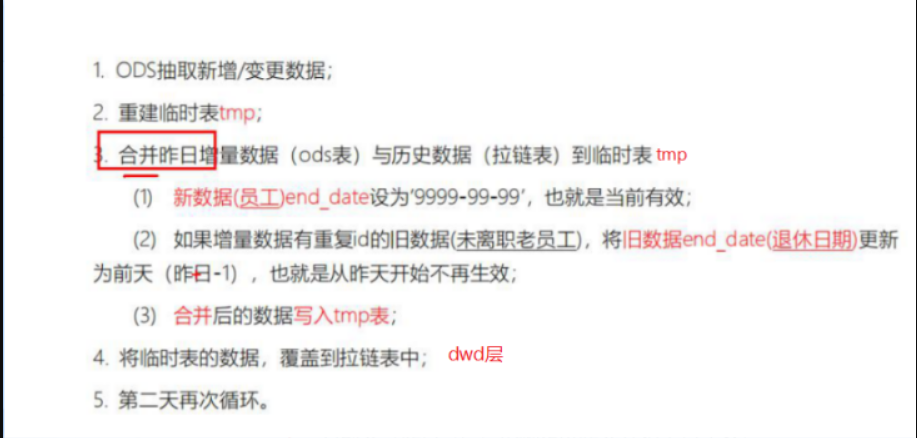 1. ODS抽取新增/变更数据；
2. 重建临时表tmp；
3. 合并昨日增量数据（ods表）与历史数据（拉链表）到临时表 tmp
(1) 新数据(员工)end_date设为'9999-99-99'，也就是当前有效；
(2) 如果增量数据有重复id的旧数据(未离职老员工)，将旧数据end_date(退休日期)更新
为前天（昨日-1），也就是从昨天开始不再生效；
(3) 合并后的数据写入tmp表；
4. 将临时表的数据，覆盖到拉链表中； dwd层
5. 第二天再次循环。